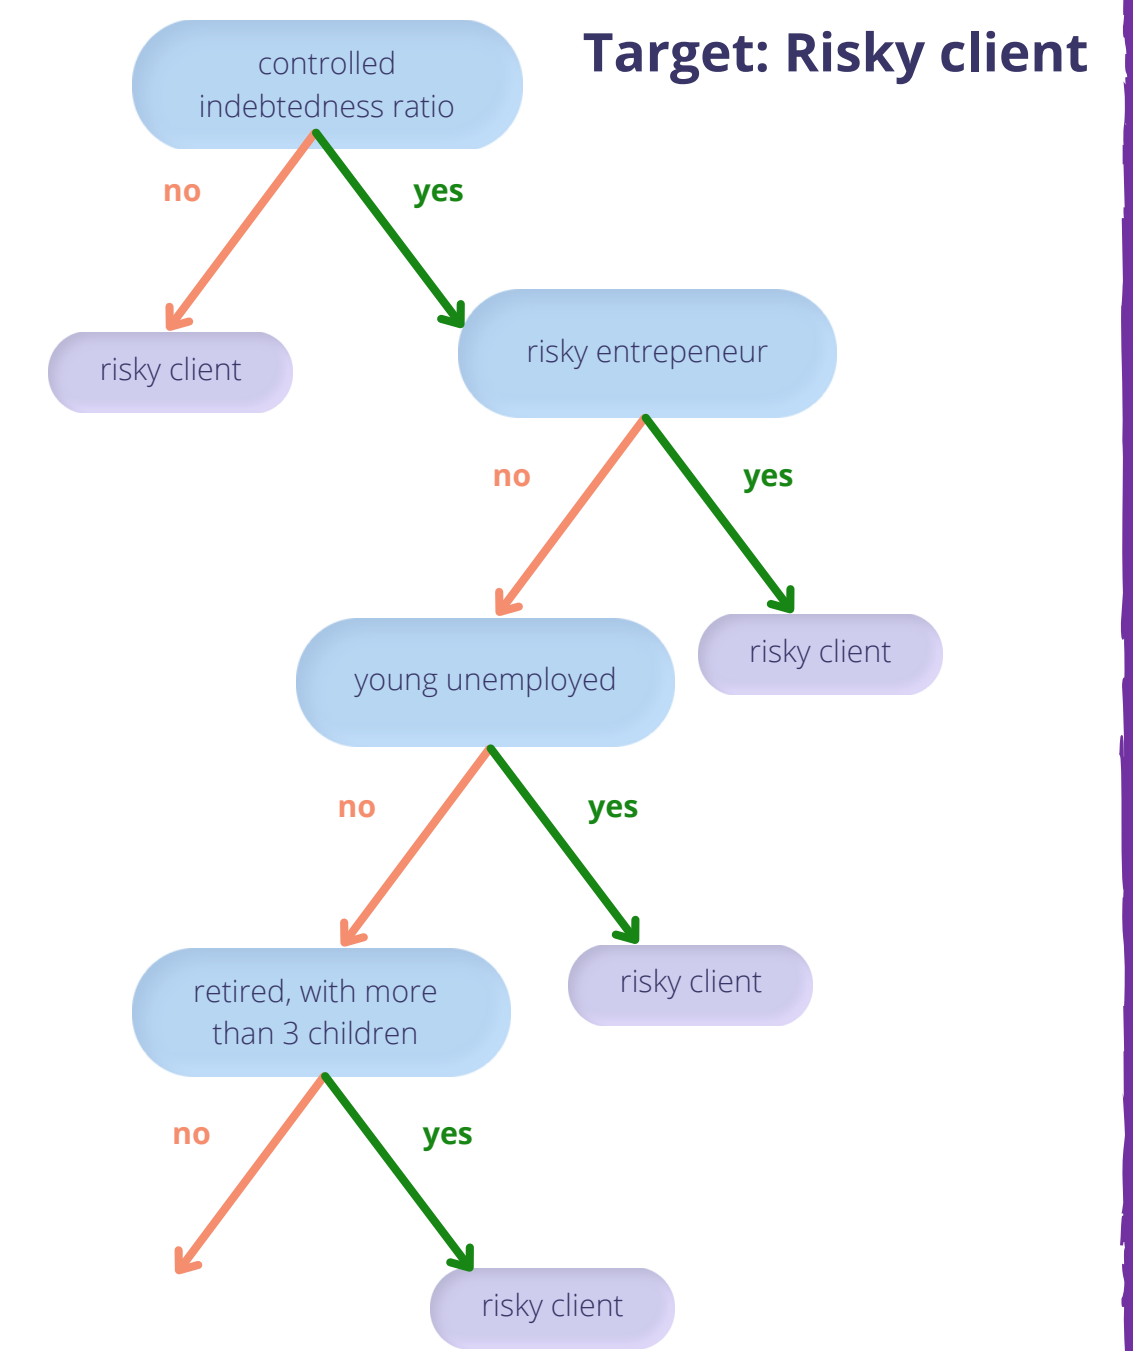 Target: Risky client
controlled
indebtedness ratio
no
yes
risky client
risky entrepeneur
no
yes
risky client
young unemployed
no
yes
risky client
retired, with more
than 3 children
no
yes
risky client